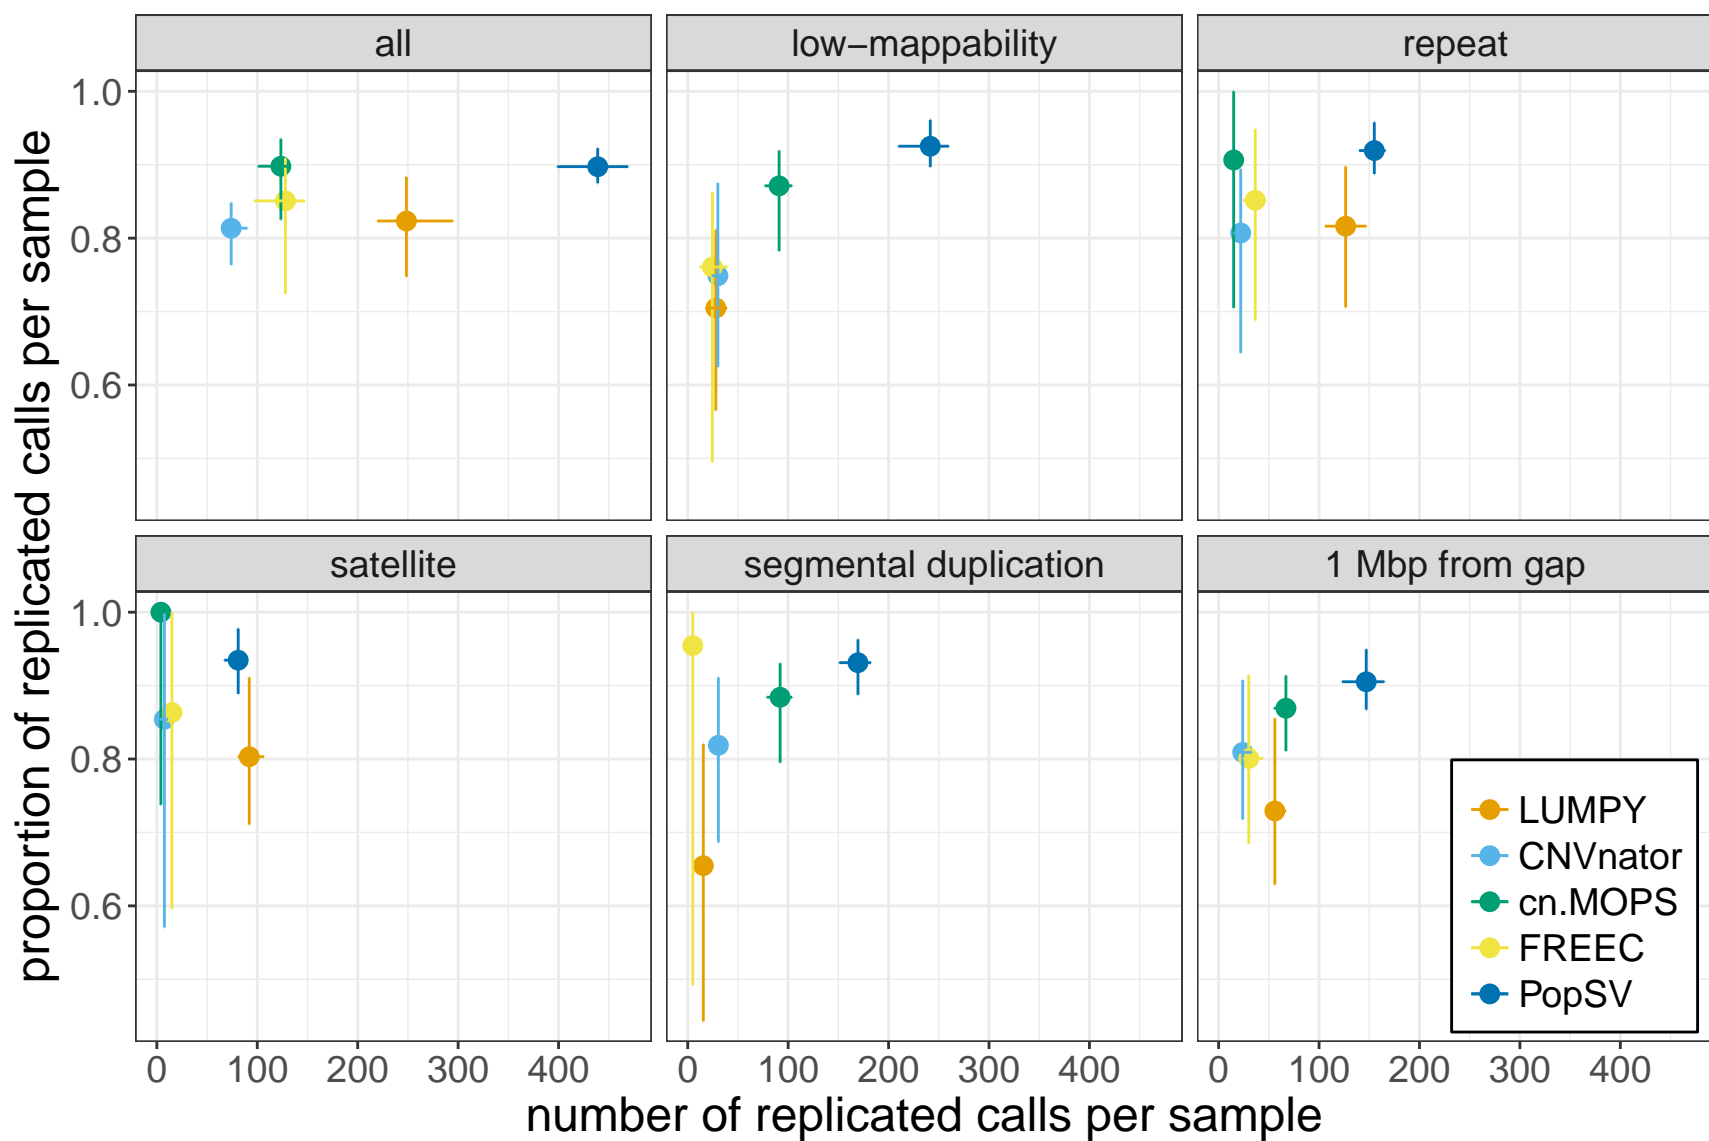 all
low−mappability
repeat
1.0
0.8
0.6
satellite
segmental duplication
1 Mbp from gap
1.0
0.8
0.6
proportion of replicated calls per sample
LUMPY
CNVnator
cn.MOPS
FREEC
PopSV
0 100 200 300 400
0 100 200 300 400
0 100 200 300 400
number of replicated calls per sample